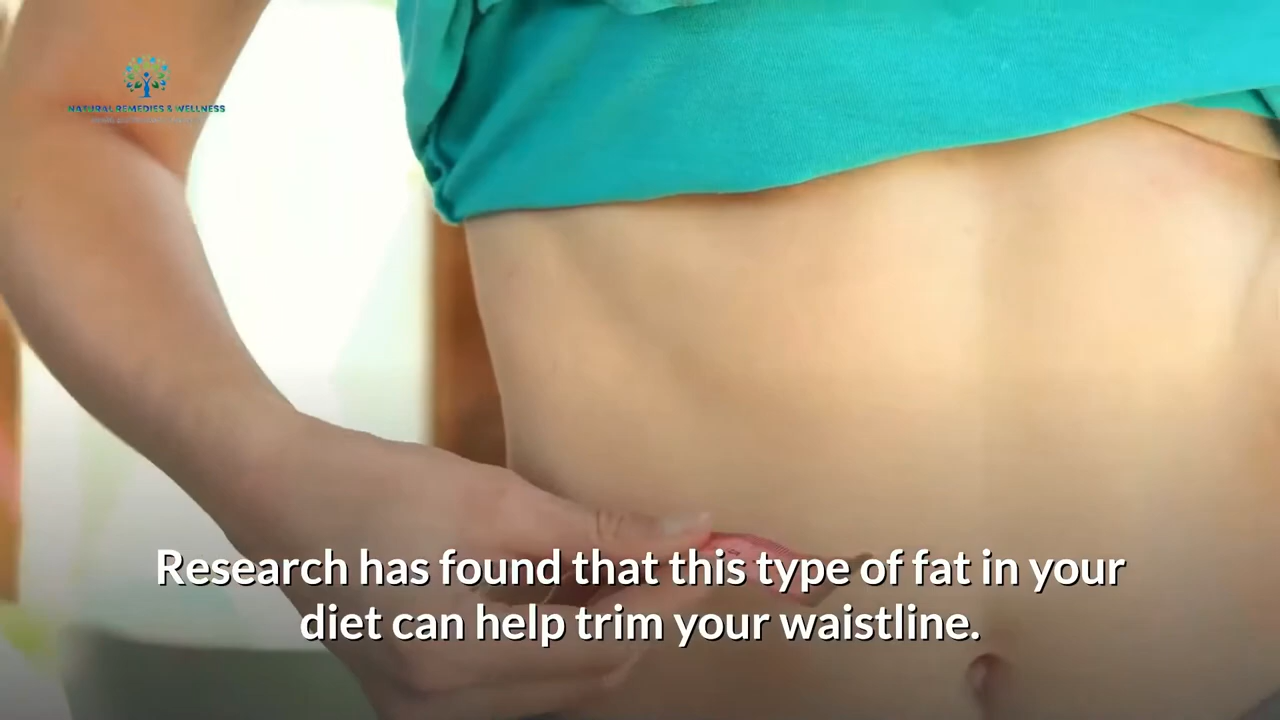 NATURAL REMEDIES & WELLNESS
Research has found that this type of fat in your
diet can help trim your waistline.